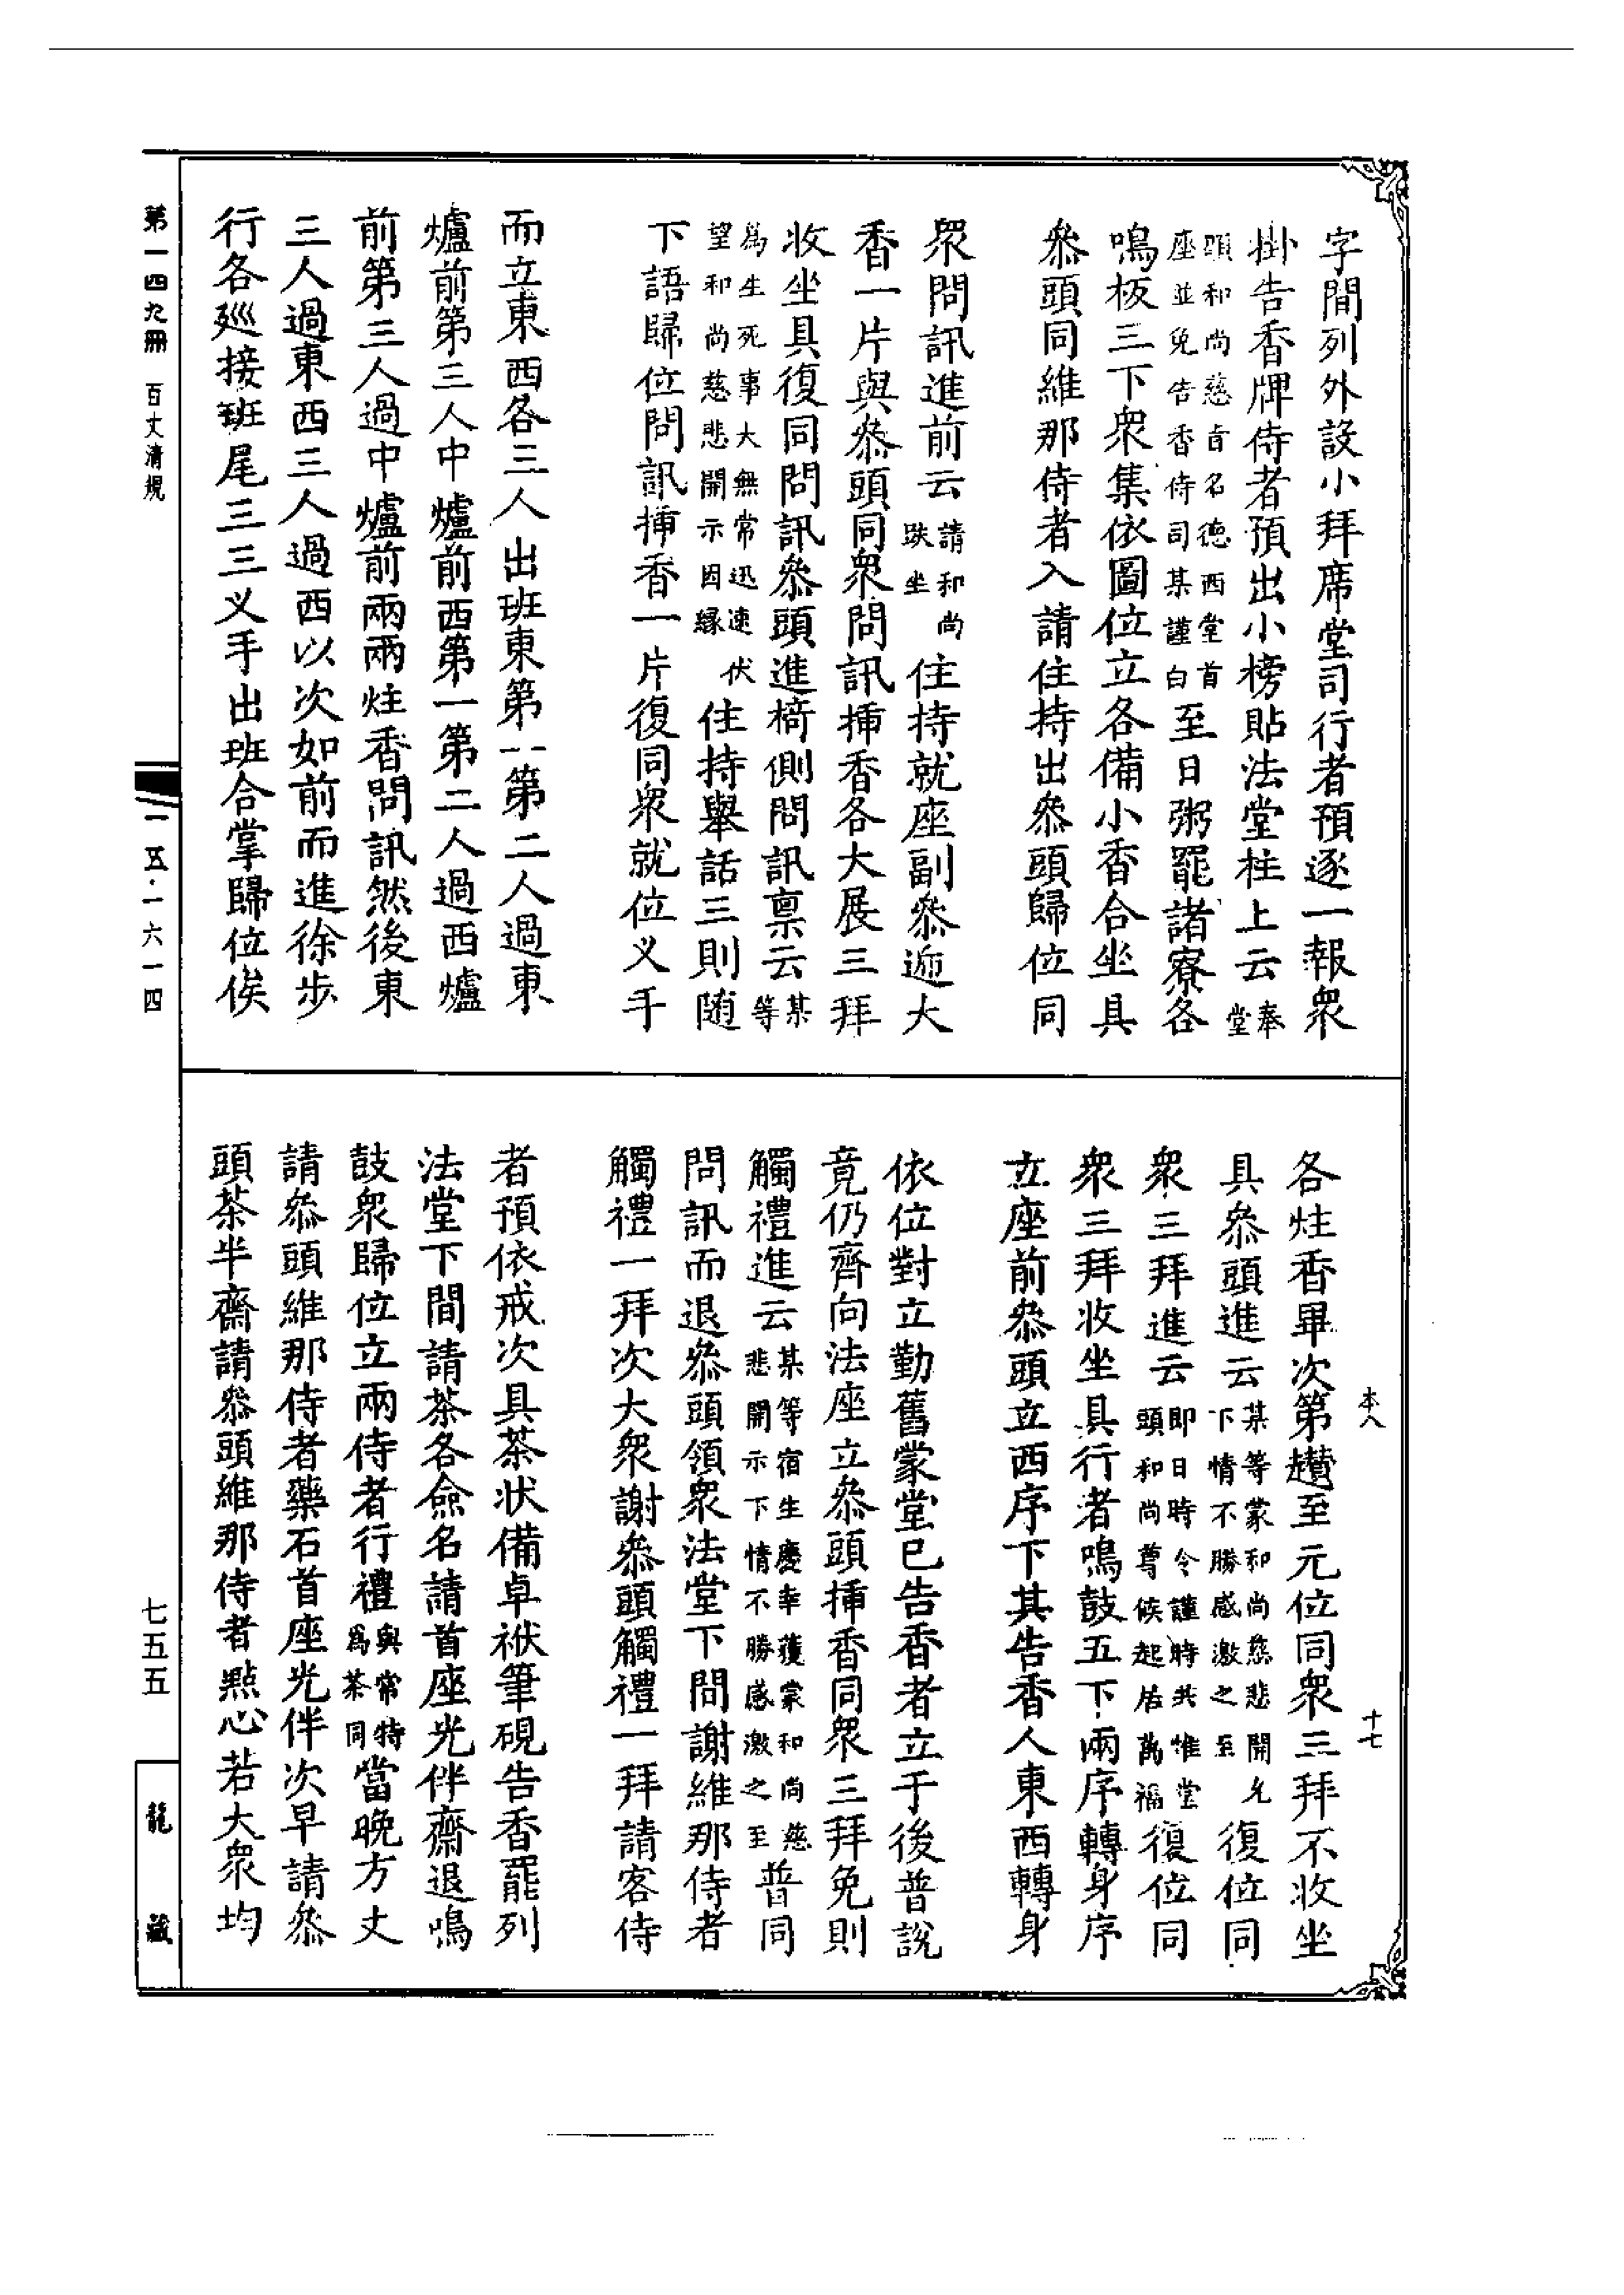 字間列外設小拜席堂司行者預逐一報衆
掛告香牌侍者預出小榜貼法堂柱上云奉堂
頭和尚慈旨名德西堂首
座並免告香侍司某謹白至日粥罷諸寮各
鳴板三下衆集依圖位立各備小香合坐具
叅頭同維那侍者入請住持出叅頭歸位同
衆問訊進前云請和尚趺坐住持就座副叅遞大
香一片與叅頭同衆問訊揷香各大展三拜
收坐具復同問訊叅頭進椅側問訊禀云某等
爲生死事大無常迅速伏
望和尚慈悲開示因縁住持舉話三則随
下語歸位問訊揷香一片復同衆就位义手
而立東西各三人出班東第一第二人過東
爐前第三人中爐前西第一第二人過西爐
前第三人過中爐前兩兩炷香問訊然後東
三人過東西三人過西以次如前而進徐步
行各廵接班尾三三义手出班合掌歸位俟
各炷香畢次第趲至元位同衆三拜不收坐
具叅頭進云某等蒙和尚慈悲開允
下情不勝感激之至復位同
衆三拜進云即日時令謹時共惟堂
頭和尚尊候起居萬福復位同
衆三拜收坐具行者鳴鼓五下兩序轉身序
立座前叅頭立西序下其告香人東西轉身
依位對立勤舊蒙堂已告香者立于後普說
竟仍齊向法座立叅頭揷香同衆三拜免則
觸禮進云某等宿生慶幸獲蒙和尚慈
悲開示下情不勝感激之至普同
問訊而退叅頭領衆法堂下間謝維那侍者
觸禮一拜次大衆謝叅頭觸禮一拜請客侍
者預依戒次具茶状備卓袱筆硯告香罷列
法堂下間請茶各僉名請首座光伴齋退鳴
鼓衆歸位立兩侍者行禮與常特
爲茶同當晚方丈
請叅頭維那侍者藥石首座光伴次早請叅
頭茶半齋請叅頭維那侍者㸃心若大衆均
本八
十七
第一四九冊 百丈清規
一五·一六一四
七五五
龍藏